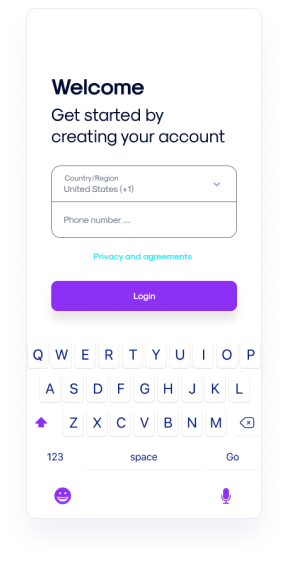 Welcome
Get started by
creating your account
Country/Region
United States (+1)
Phone number ...
Privacy and agreements
Login
Q W E R T Y U I O P
A S D F G H J K L
Z X C V B N M
123 space Go